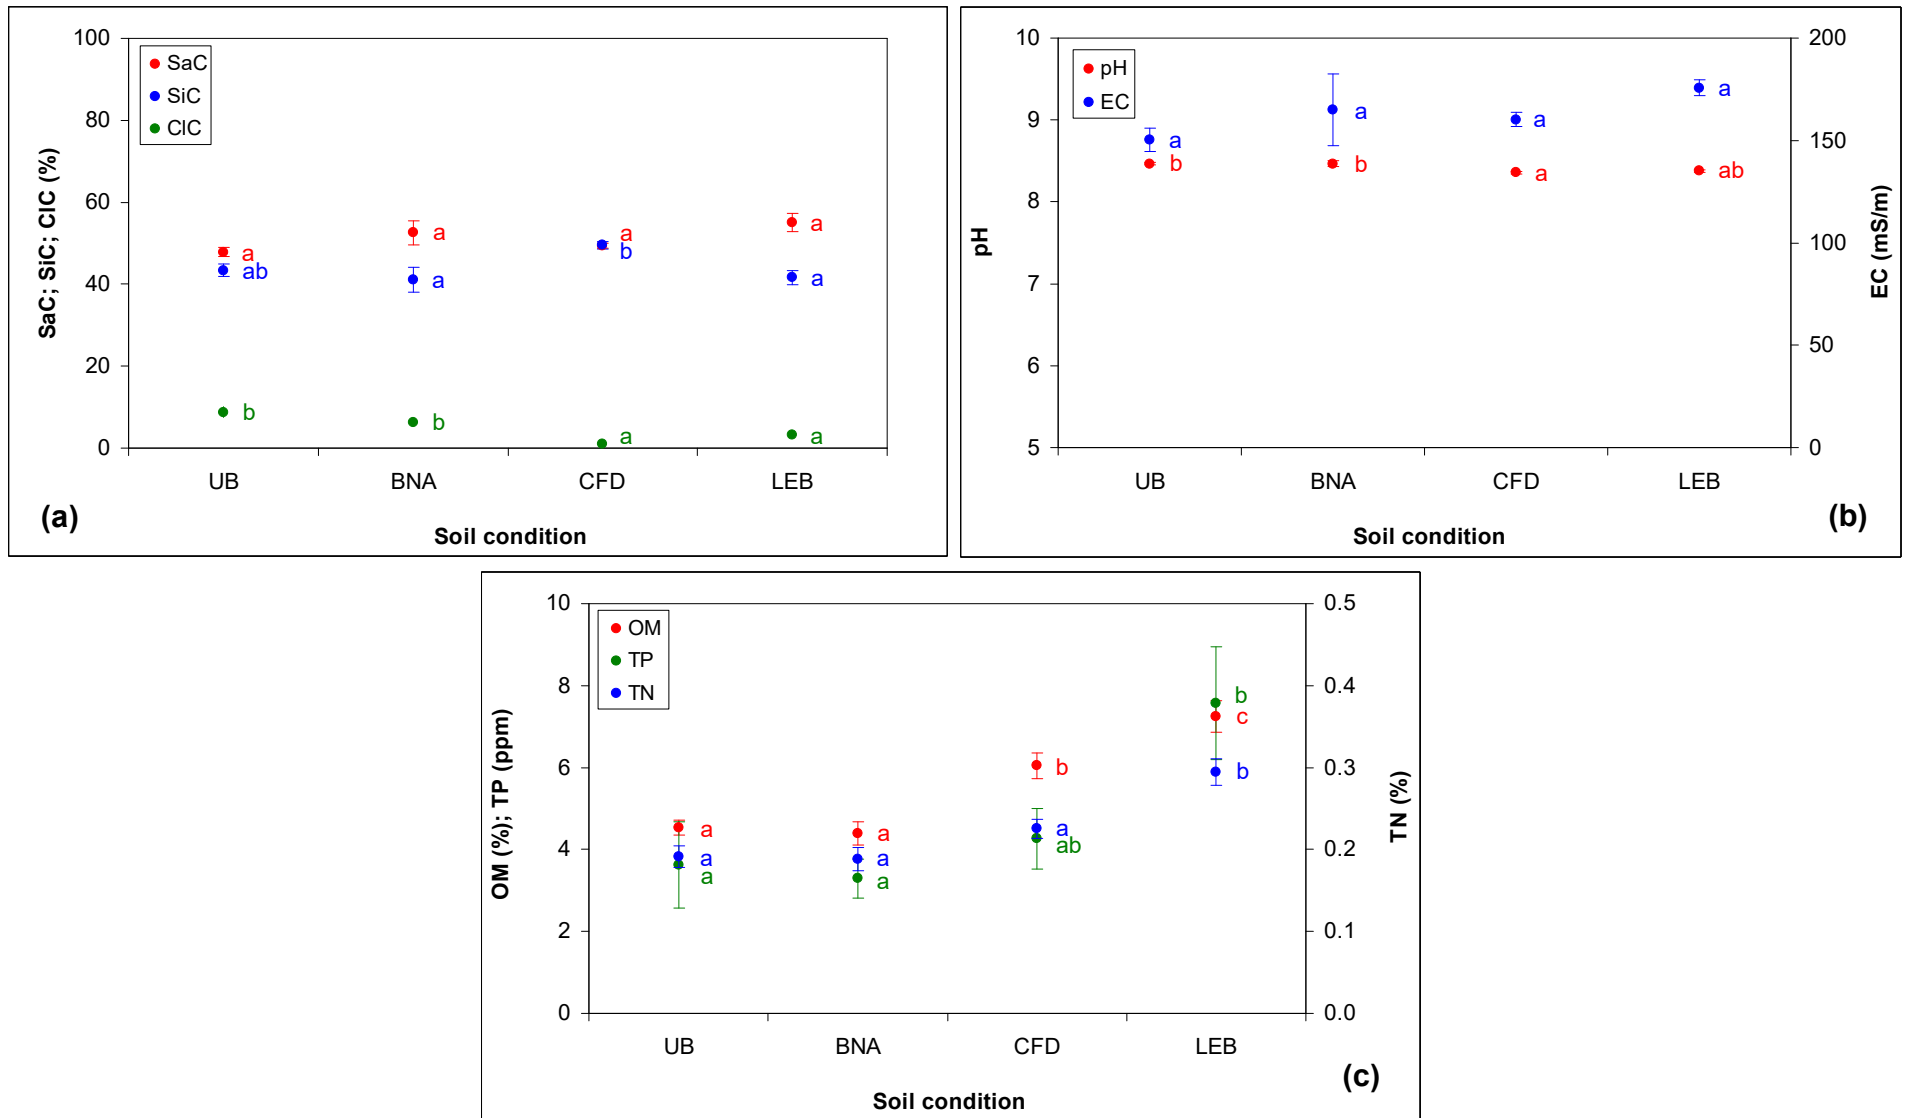 100
80
60
40
20
0
SaC; SiC; ClC (%)
SaC
SiC
ClC
a
ab
b
a
a
b
a
b
a
a
a
a
UB BNA CFD LEB
Soil condition
(a)
10
9
8
7
6
5
pH
pH
EC
a
b
a
b
a
a
a
ab
200
150
100
50
0
EC (mS/m)
UB BNA CFD LEB
Soil condition
(b)
10
8
6
4
2
0
OM (%); TP (ppm)
OM
TP
TN
a
a
a
a
a
a
b
a
ab
b
c
b
0.5
0.4
0.3
0.2
0.1
0.0
TN (%)
UB BNA CFD LEB
Soil condition
(c)